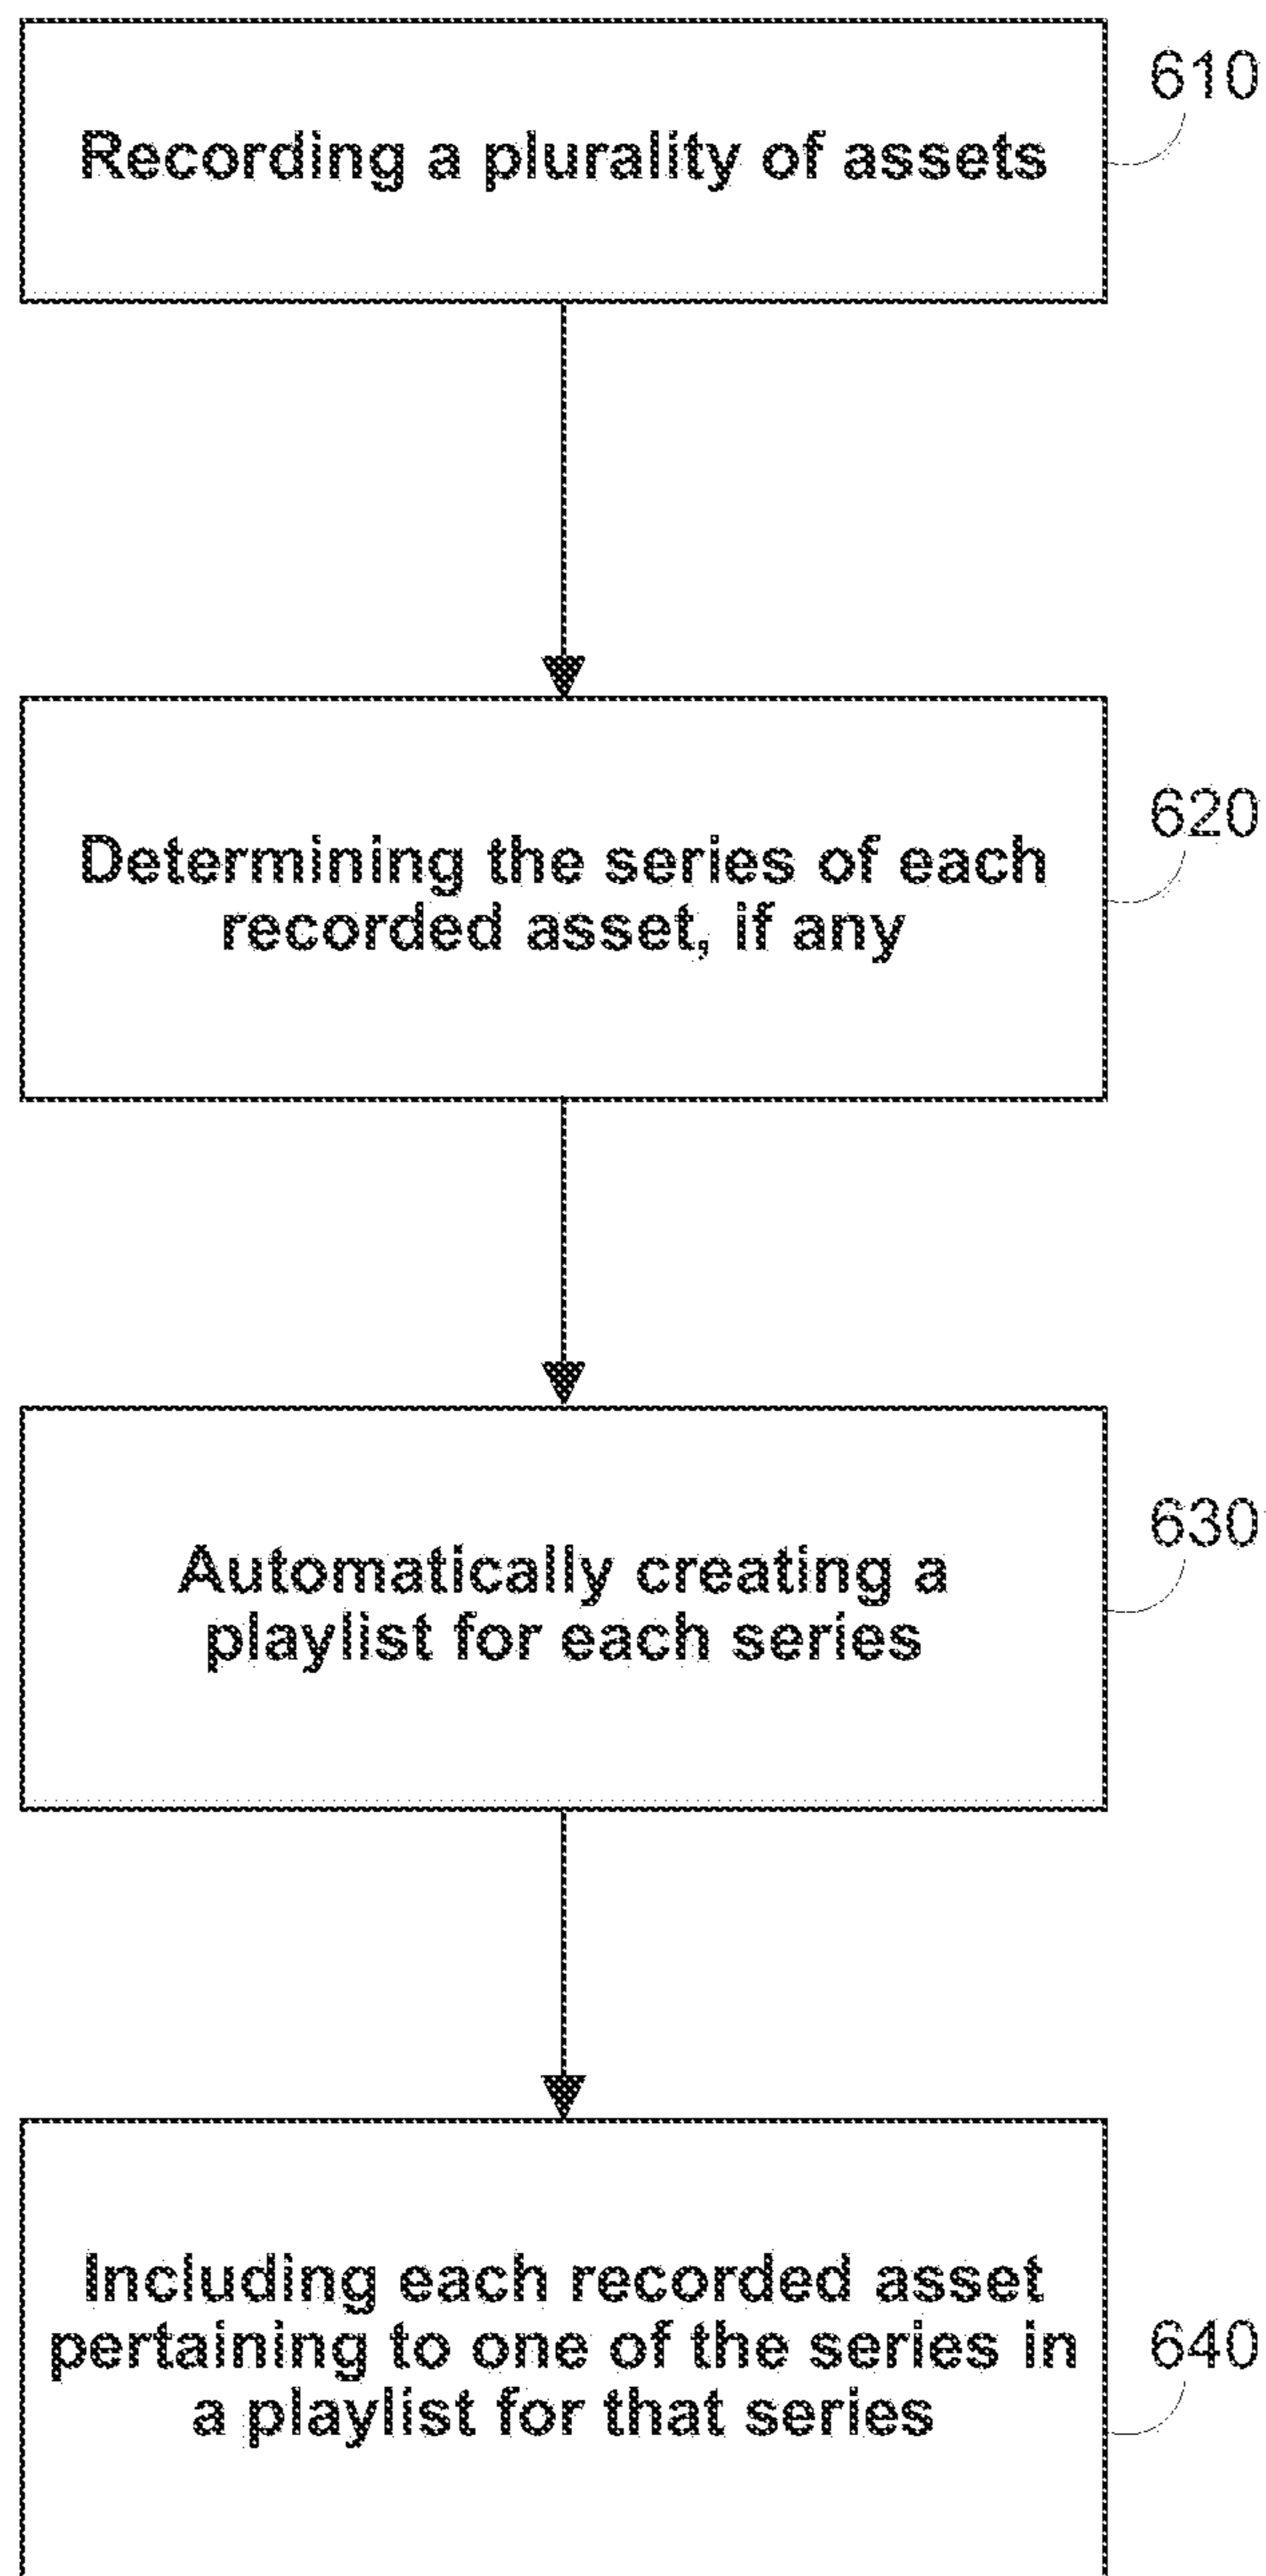 Recording a plurality of assets
610
Determining the series of each
recorded asset, if any
620
Automatically creating a
playlist for each series
630
Including each recorded asset
pertaining to one of the series in
a playlist for that series
640